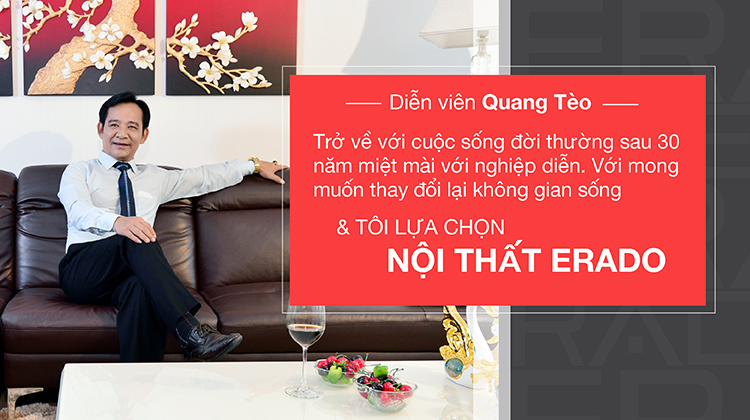 Diễn viên Quang Tèo
Trở về với cuộc sống đời thường sau 30
năm miệt mài với nghiệp diễn. Với mong
muốn thay đổi lại không gian sống
& TÔI LỰA CHỌN
NỘI THẤT ERADO